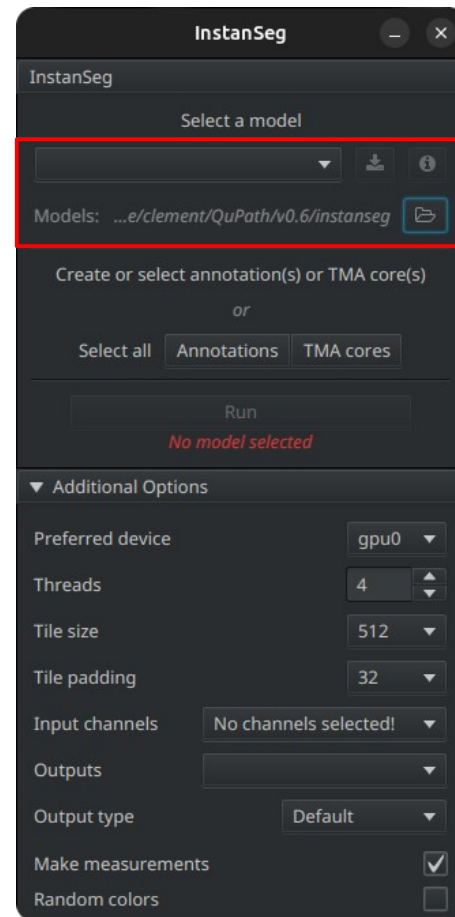 InstanSeg
InstanSeg
Select a model
Models: ...e/clement/QuPath/v0.6/instanseg
Create or select annotation(s) or TMA core(s)
or
Select all Annotations TMA cores
Run
No model selected
Additional Options
Preferred device gpu0
Threads 4
Tile size 512
Tile padding 32
Input channels No channels selected!
Outputs
Output type Default
Make measurements
Random colors